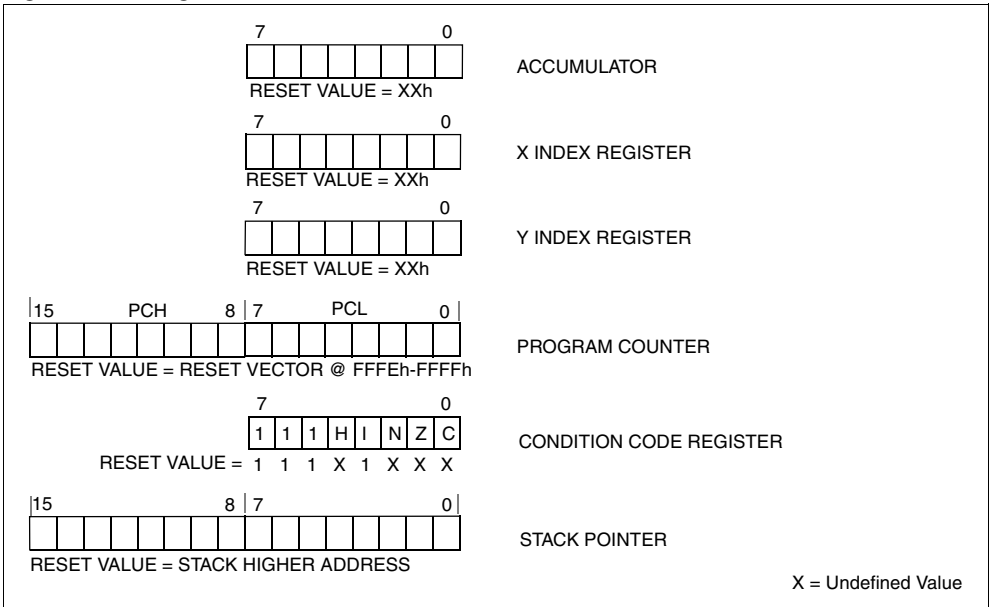 7 0
ACCUMULATOR
RESET VALUE = XXh
7 0
X INDEX REGISTER
RESET VALUE = XXh
7 0
Y INDEX REGISTER
RESET VALUE = XXh
15 PCH 8 7 PCL 0
PROGRAM COUNTER
RESET VALUE = RESET VECTOR @ FFFEh-FFFFh
7 0
1 1 1 H I N Z C
CONDITION CODE REGISTER
RESET VALUE = 1 1 1 X 1 X X X
15 8 7 0
STACK POINTER
RESET VALUE = STACK HIGHER ADDRESS
X = Undefined Value